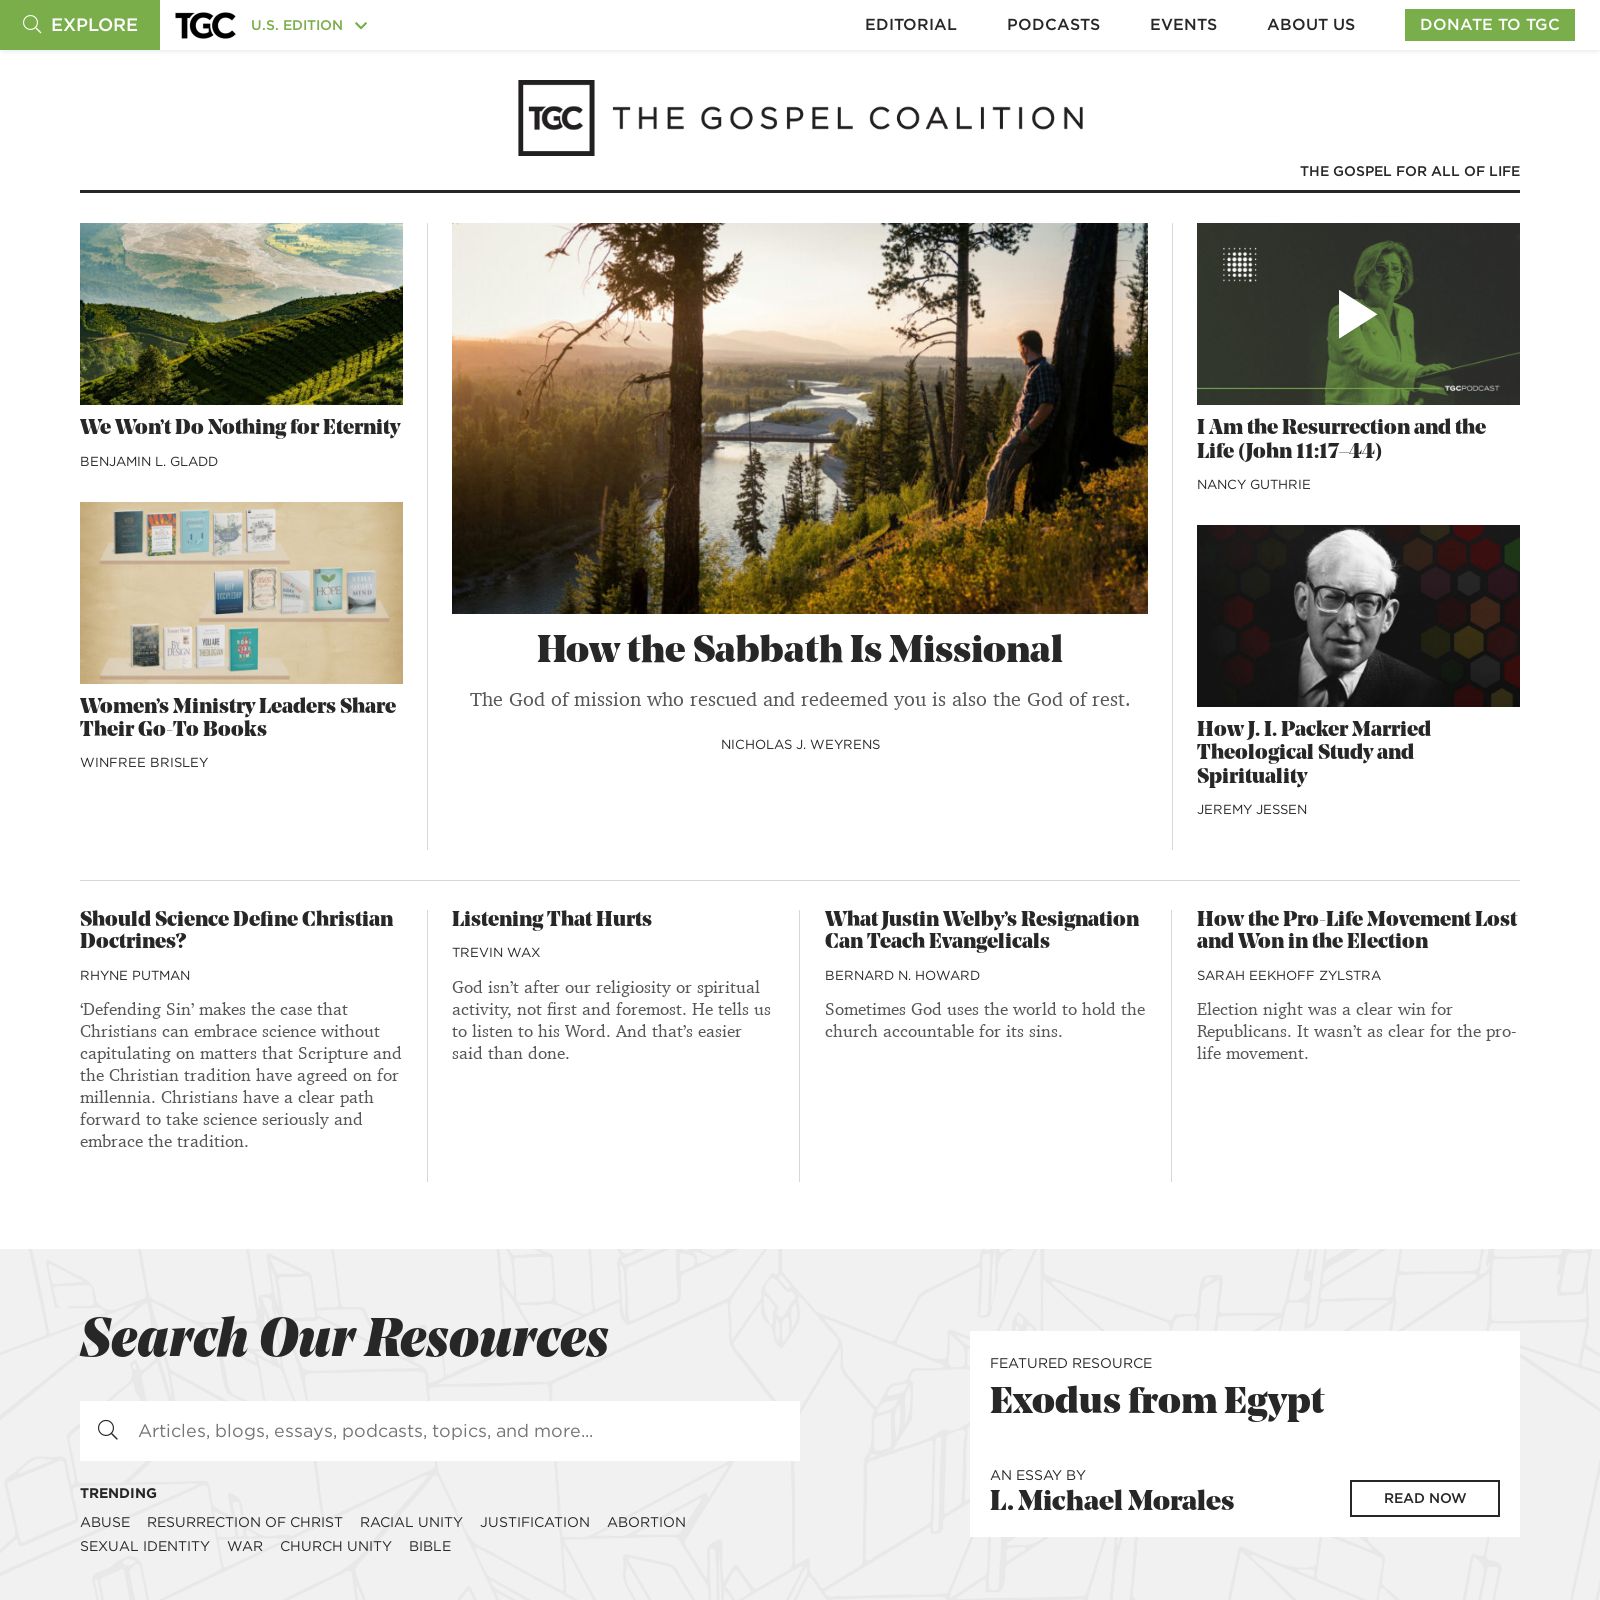 EXPLORE
TGC
U.S. EDITION
EDITORIAL
PODCASTS
EVENTS
ABOUT US
DONATE TO TGC
TGC
THE GOSPEL COALITION
THE GOSPEL FOR ALL OF LIFE
We Won’t Do Nothing for Eternity
BENJAMIN L. GLADD
HOPE
BY DESIGN
YOU ARE
THEOLOGIAN
Women’s Ministry Leaders Share
Their Go-To Books
WINFREE BRISLEY
How the Sabbath Is Missional
The God of mission who rescued and redeemed you is also the God of rest.
NICHOLAS J. WEYRENS
TGCPODCAST
I Am the Resurrection and the
Life (John 11:17–44)
NANCY GUTHRIE
How J. I. Packer Married
Theological Study and
Spirituality
JEREMY JESSEN
Should Science Define Christian
Doctrines?
RHYNE PUTMAN
‘Defending Sin’ makes the case that
Christians can embrace science without
capitulating on matters that Scripture and
the Christian tradition have agreed on for
millennia. Christians have a clear path
forward to take science seriously and
embrace the tradition.
Listening That Hurts
TREVIN WAX
God isn’t after our religiosity or spiritual
activity, not first and foremost. He tells us
to listen to his Word. And that’s easier
said than done.
What Justin Welby’s Resignation
Can Teach Evangelicals
BERNARD N. HOWARD
Sometimes God uses the world to hold the
church accountable for its sins.
How the Pro-Life Movement Lost
and Won in the Election
SARAH EEKHOFF ZYLSTRA
Election night was a clear win for
Republicans. It wasn’t as clear for the pro-
life movement.
Search Our Resources
Articles, blogs, essays, podcasts, topics, and more...
TRENDING
ABUSE RESURRECTION OF CHRIST RACIAL UNITY JUSTIFICATION ABORTION
SEXUAL IDENTITY WAR CHURCH UNITY BIBLE
FEATURED RESOURCE
Exodus from Egypt
AN ESSAY BY
L. Michael Morales
READ NOW